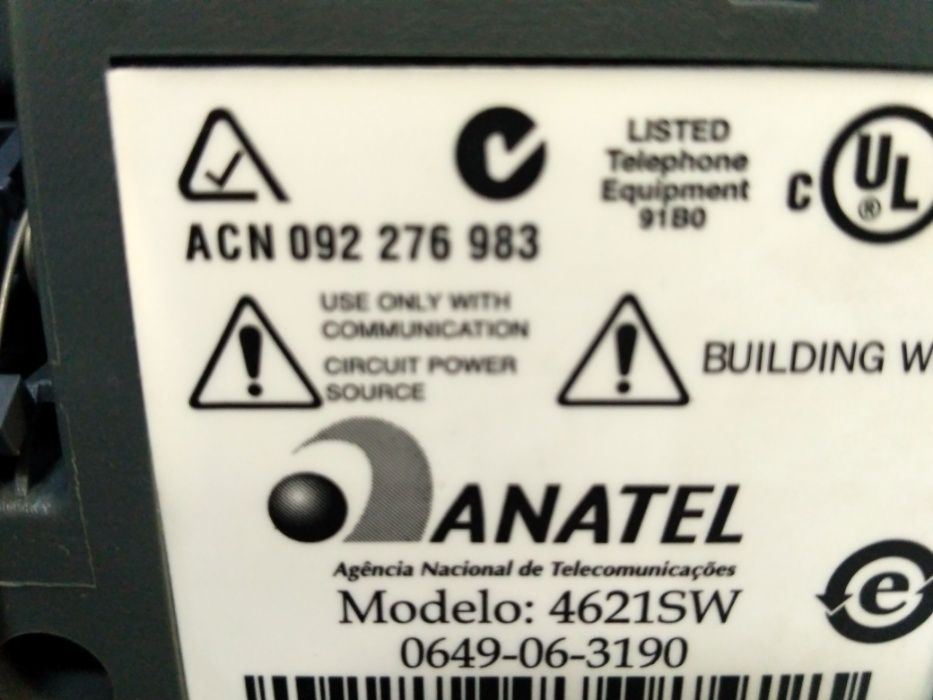 ACN 092 276 983
LISTED
Telephone
Equipment
91B0
C UL ®
USE ONLY WITH
COMMUNICATION
CIRCUIT POWER
SOURCE
BUILDING W
ANATEL
Agência Nacional de Telecomunicações
Modelo: 4621SW
0649-06-3190
e